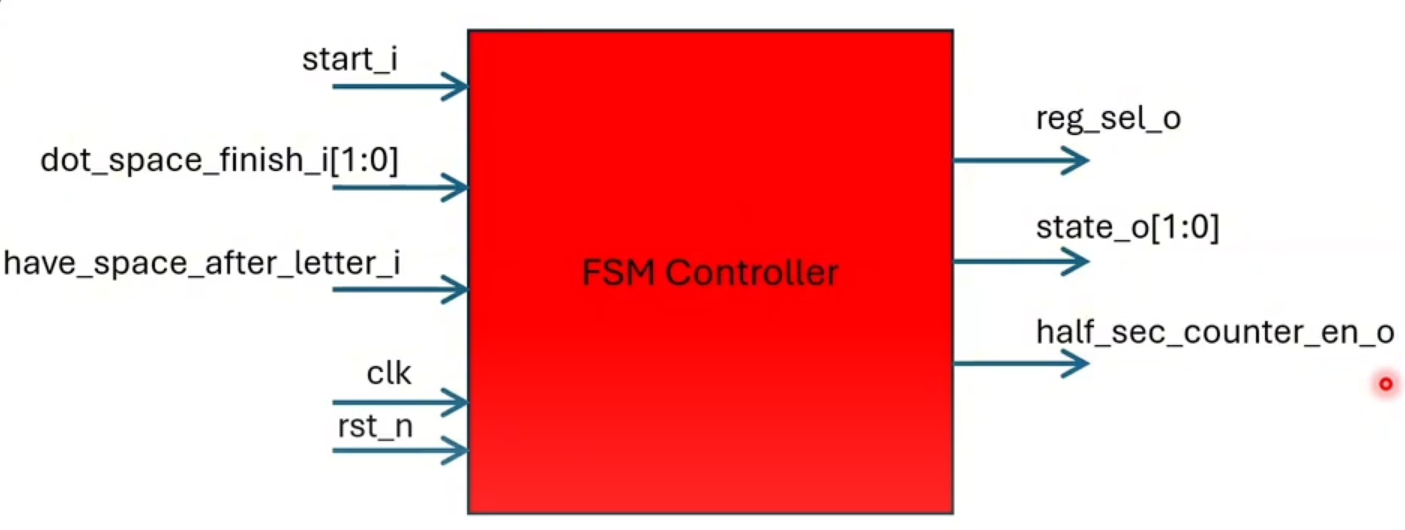 start_i
dot_space_finish_i[1:0]
have_space_after_letter_i
clk
rst_n
FSM Controller
reg_sel_o
state_o[1:0]
half_sec_counter_en_o